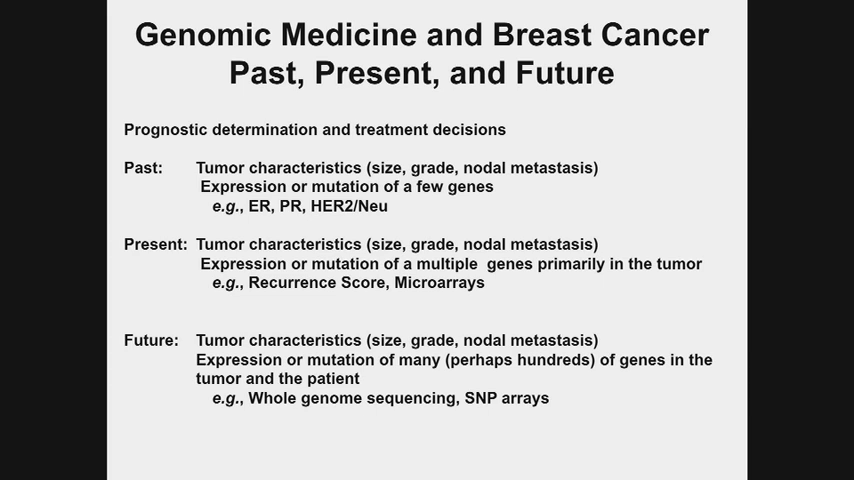 Genomic Medicine and Breast Cancer
Past, Present, and Future
Prognostic determination and treatment decisions
Past: Tumor characteristics (size, grade, nodal metastasis)
Expression or mutation of a few genes
e.g., ER, PR, HER2/Neu
Present: Tumor characteristics (size, grade, nodal metastasis)
Expression or mutation of a multiple genes primarily in the tumor
e.g., Recurrence Score, Microarrays
Future: Tumor characteristics (size, grade, nodal metastasis)
Expression or mutation of many (perhaps hundreds) of genes in the
tumor and the patient
e.g., Whole genome sequencing, SNP arrays